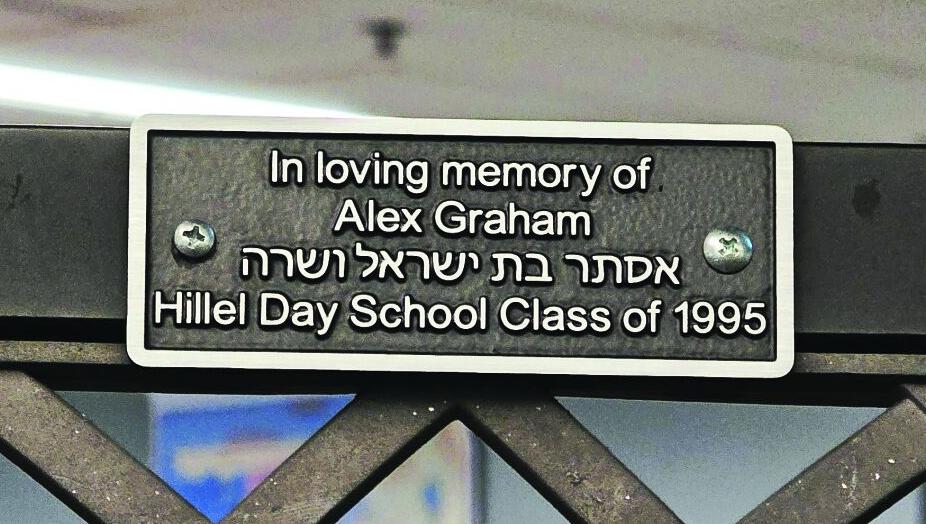 In loving memory of
Alex Graham
אסתר בת ישראל ושרה
Hillel Day School Class of 1995